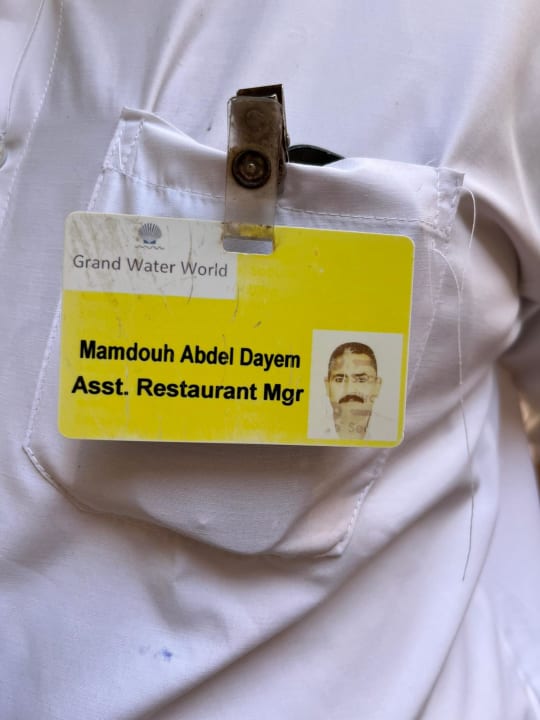 Grand Water World
Mamdouh Abdel Dayem
Asst. Restaurant Mgr